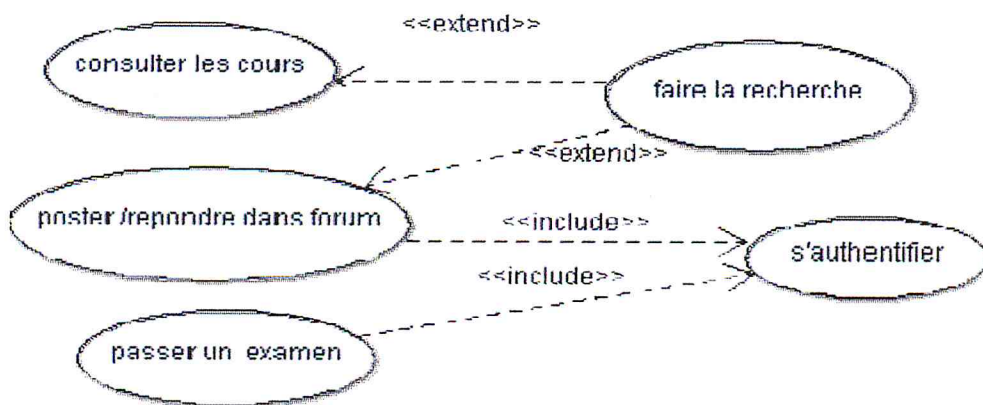 <<extend>>
consulter les cours
faire la recherche
<<extend>>
poster /repondre dans forum
<<include>>
s'authentifier
<<include>>
passer un examen